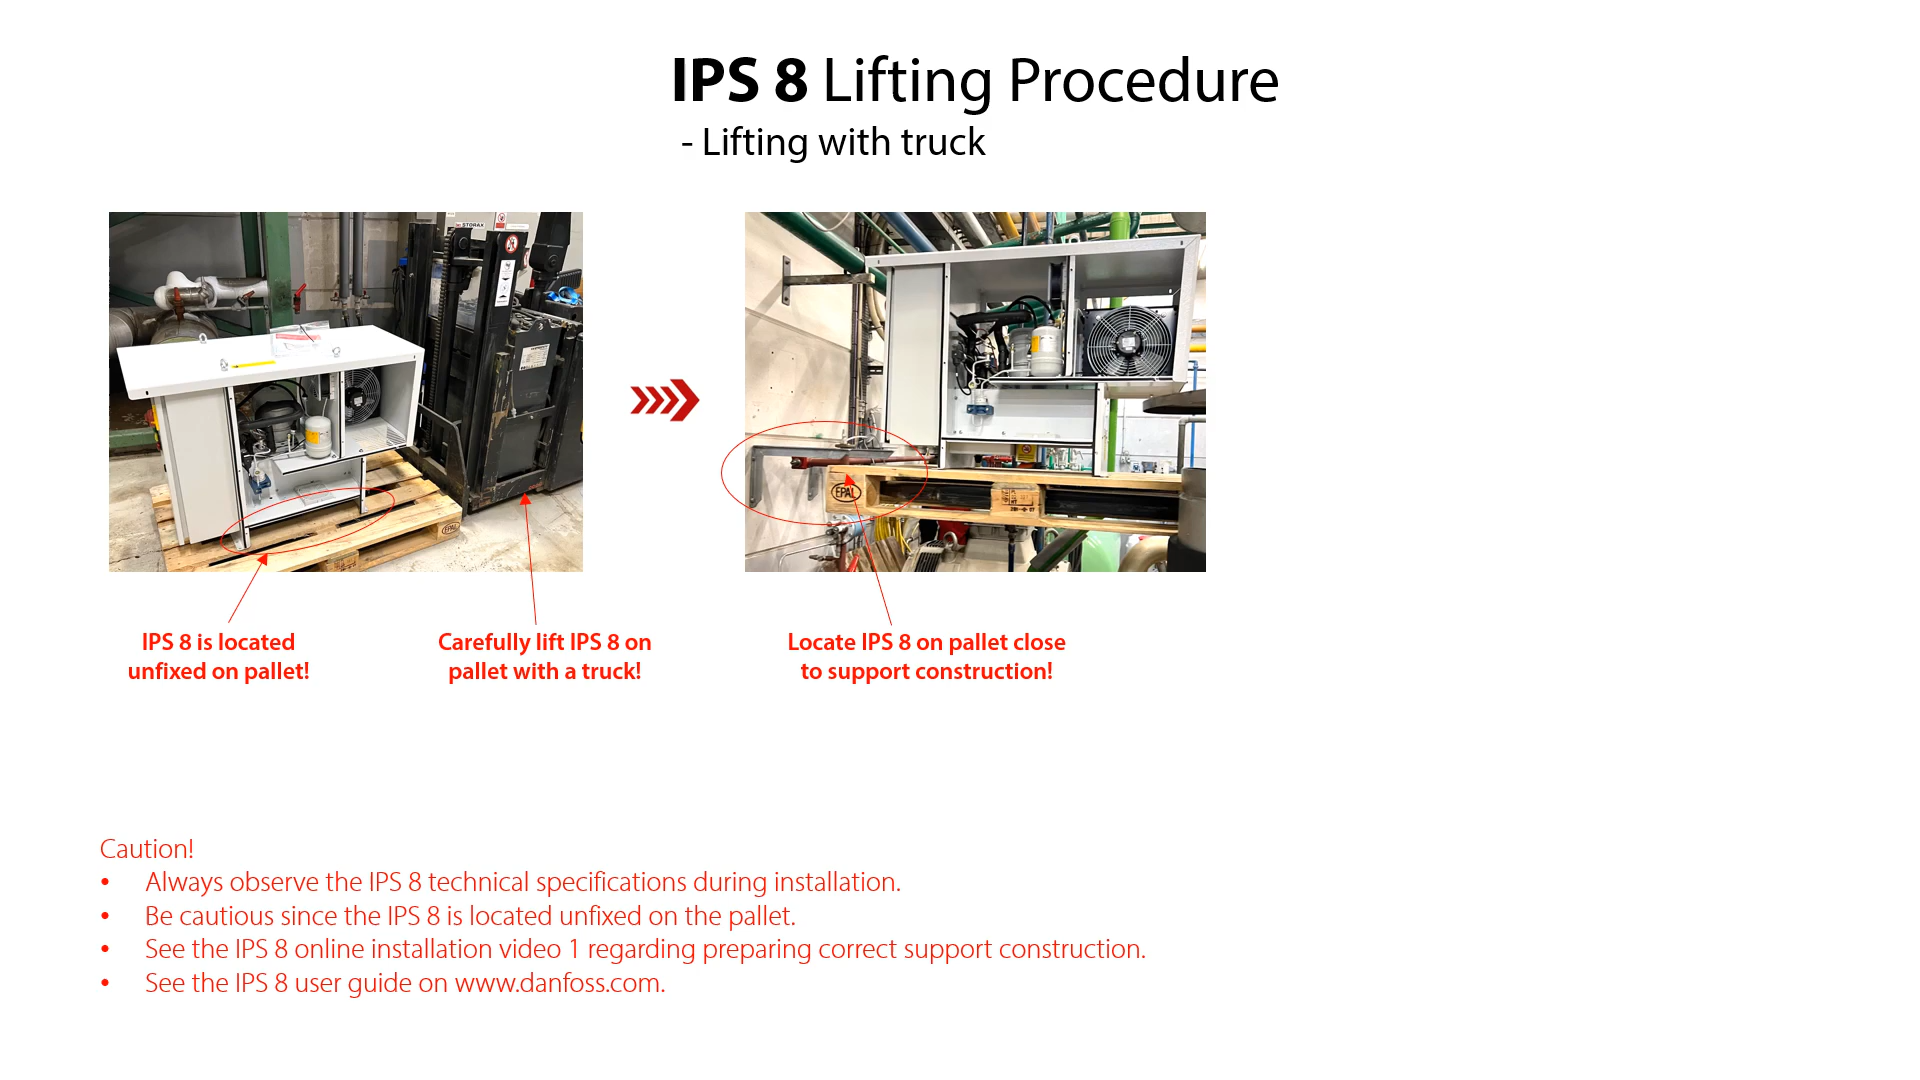 IPS 8 Lifting Procedure
- Lifting with truck
STORAX
EPAL
EPAL
IPS 8 is located
unfixed on pallet!
Carefully lift IPS 8 on
pallet with a truck!
Locate IPS 8 on pallet close
to support construction!
Caution!
• Always observe the IPS 8 technical specifications during installation.
• Be cautious since the IPS 8 is located unfixed on the pallet.
• See the IPS 8 online installation video 1 regarding preparing correct support construction.
• See the IPS 8 user guide on www.danfoss.com.